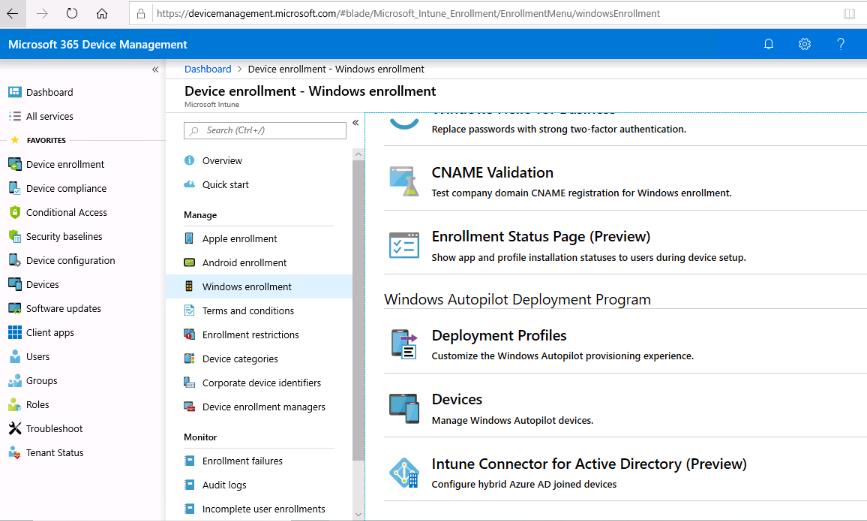 https://devicemanagement.microsoft.com/#blade/Microsoft_Intune_Enrollment/EnrollmentMenu/windowsEnrollment
Microsoft 365 Device Management
?
«
Dashboard
All services
FAVORITES
Device enrollment
Device compliance
Conditional Access
Security baselines
Device configuration
Devices
Software updates
Client apps
Users
Groups
Roles
Troubleshoot
Tenant Status
Dashboard > Device enrollment - Windows enrollment
Device enrollment - Windows enrollment
Microsoft Intune
Search (Ctrl+/)
«
Overview
Quick start
Manage
Apple enrollment
Android enrollment
Windows enrollment
Terms and conditions
Enrollment restrictions
Device categories
Corporate device identifiers
Device enrollment managers
Monitor
Enrollment failures
Audit logs
Incomplete user enrollments
Windows Hello for Business
Replace passwords with strong two-factor authentication.
CNAME Validation
Test company domain CNAME registration for Windows enrollment.
Enrollment Status Page (Preview)
Show app and profile installation statuses to users during device setup.
Windows Autopilot Deployment Program
Deployment Profiles
Customize the Windows Autopilot provisioning experience.
Devices
Manage Windows Autopilot devices.
Intune Connector for Active Directory (Preview)
Configure hybrid Azure AD joined devices